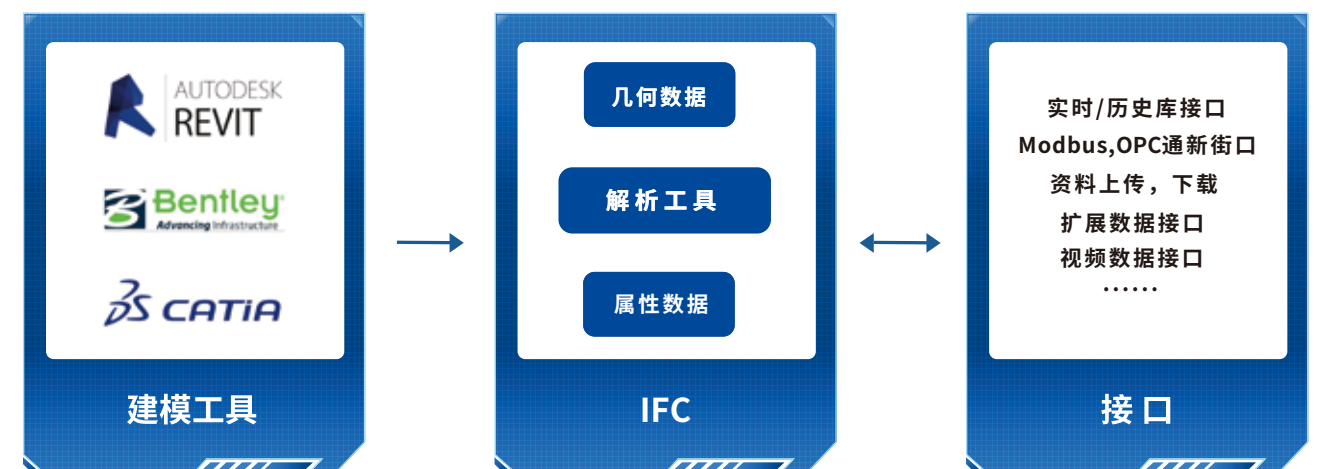 AUTODESK
REVIT
Bentley
Advancing Infrastructure
CATIA
建模工具
几何数据
解析工具
属性数据
IFC
实时/历史库接口
Modbus,OPC通新街口
资料上传，下载
扩展数据接口
视频数据接口
······
接口